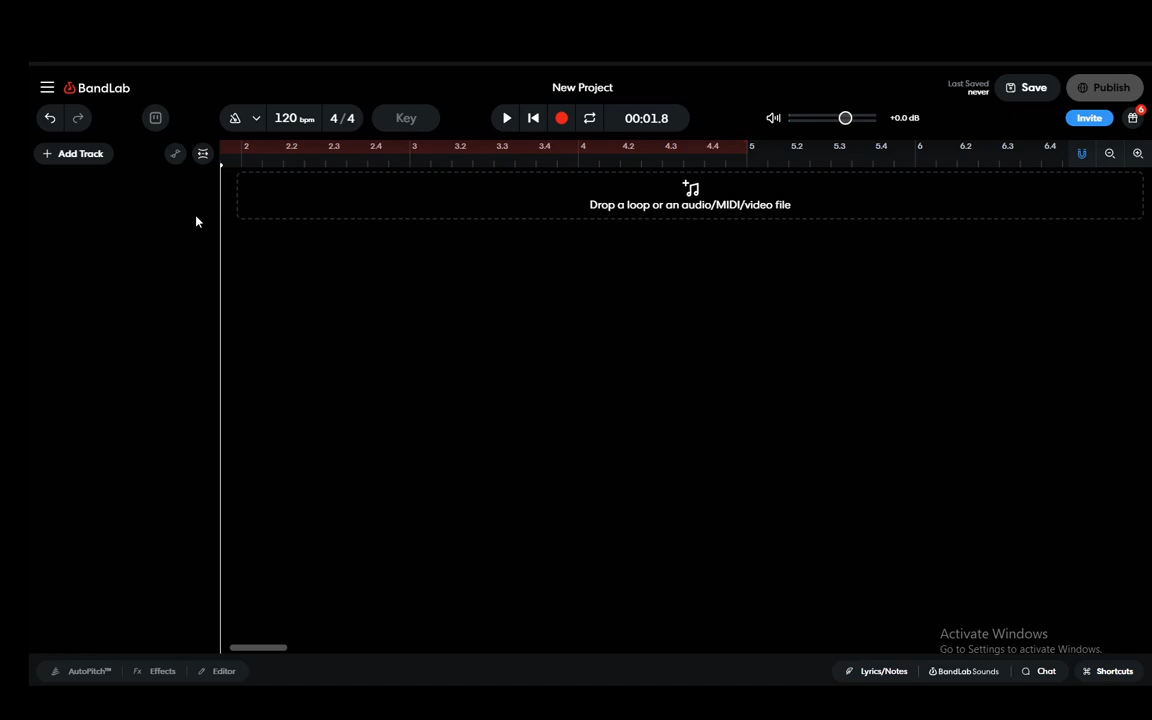 BandLab
New Project
Last Saved
never
Save
Publish
120 bpm
4/4
Key
00:01.8
+0.0 dB
Invite
6
+ Add Track
2 2.2 2.3 2.4 3 3.2 3.3 3.4 4 4.2 4.3 4.4 5 5.2 5.3 5.4 6 6.2 6.3 6.4
Drop a loop or an audio/MIDI/video file
Activate Windows
Go to Settings to activate Windows.
AutoPitch™
Fx Effects
Editor
Lyrics/Notes
BandLab Sounds
Chat
⌘ Shortcuts